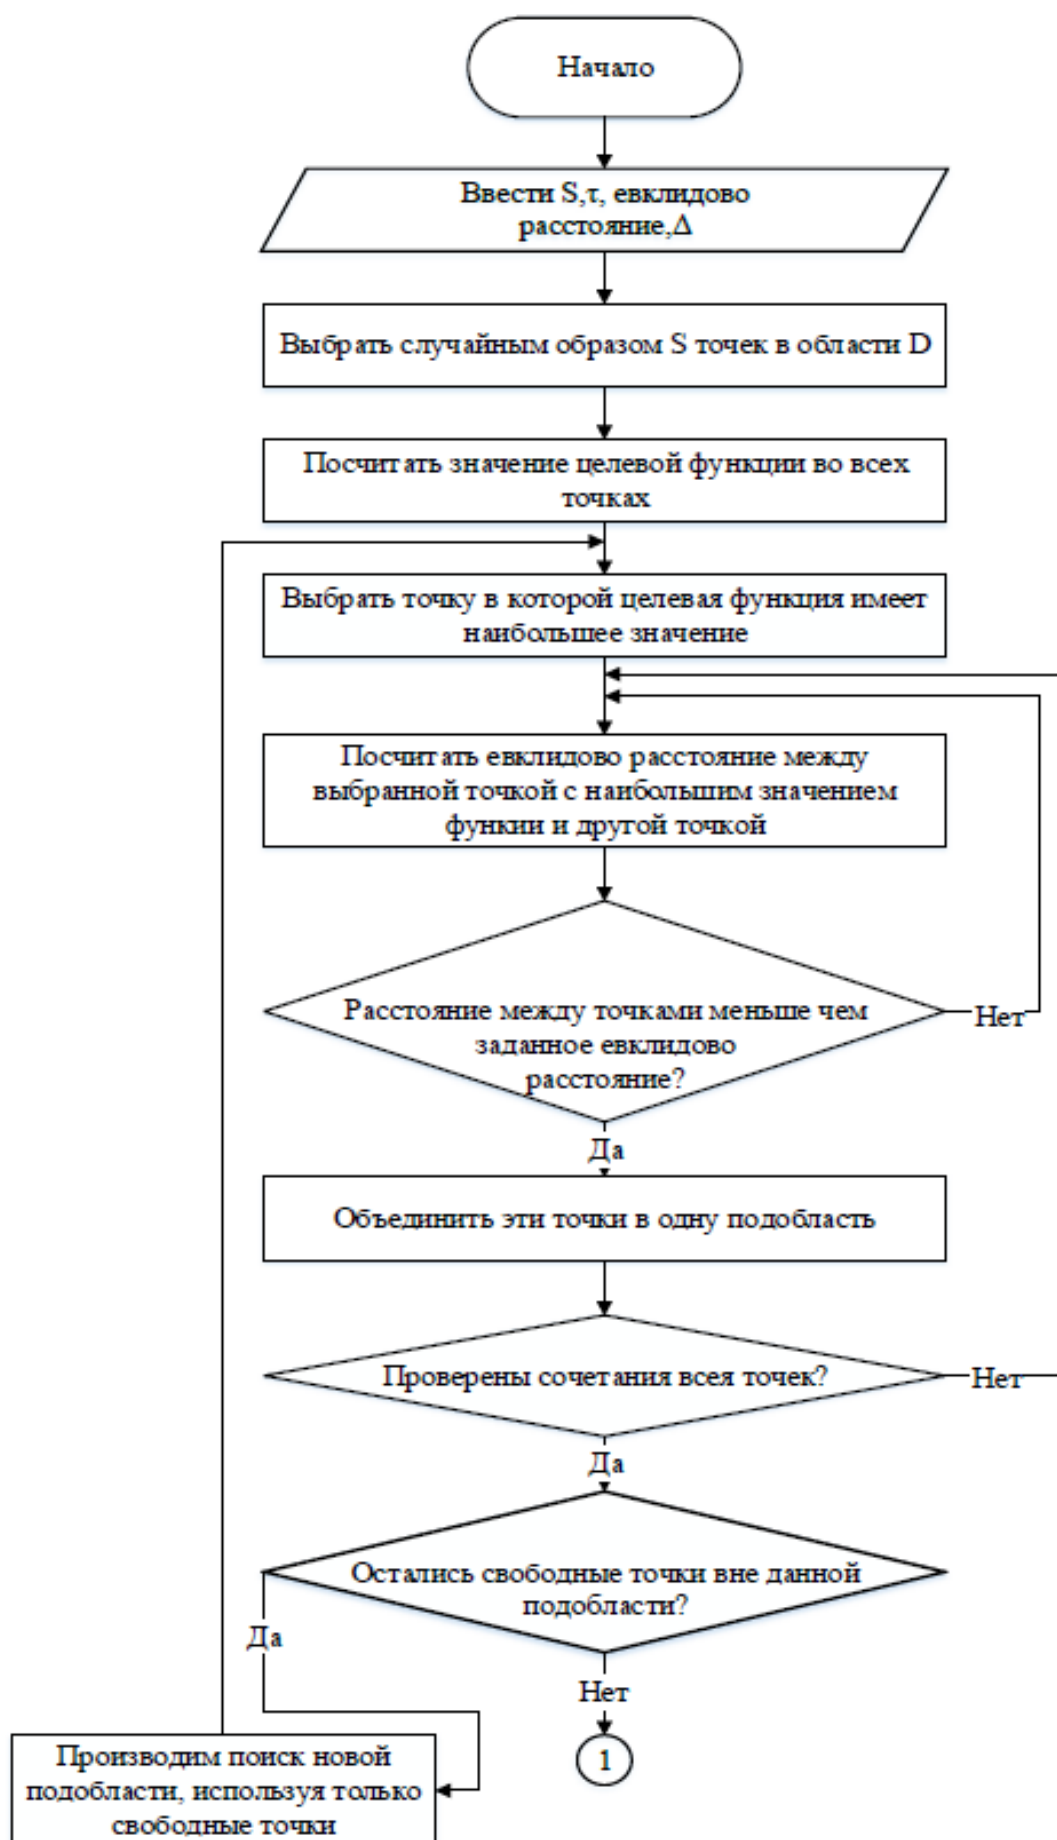 Начало
Ввести S,τ, евклидово
расстояние,Δ
Выбрать случайным образом S точек в области D
Посчитать значение целевой функции во всех
точках
Выбрать точку в которой целевая функция имеет
наибольшее значение
Посчитать евклидово расстояние между
выбранной точкой с наибольшим значением
функии и другой точкой
Расстояние между точками меньше чем
заданное евклидово
расстояние?
Нет
Да
Объединить эти точки в одну подобласть
Проверены сочетания всея точек?
Нет
Да
Остались свободные точки вне данной
подобласти?
Да
Нет
1
Производим поиск новой
подобласти, используя только
свободные точки